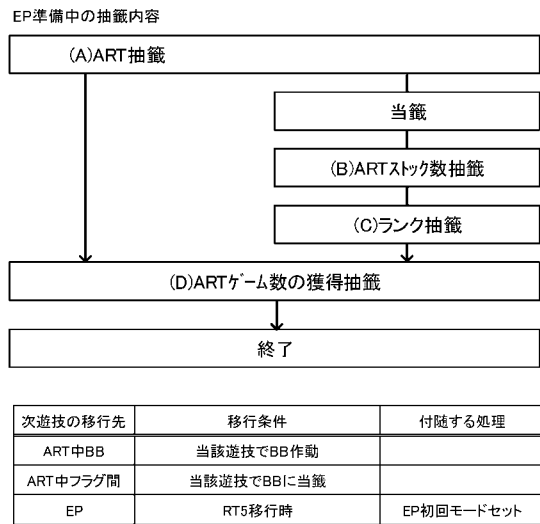 EP準備中の抽籤内容
(A)ART抽籤
当籤
(B)ARTｽﾄｯｸ数抽籤
(C)ランク抽籤
(D)ARTｹﾞｰﾑ数の獲得抽籤
終了
次遊技の移行先 移行条件 付随する処理
ART中BB 当該遊技でBB作動
ART中フラグ間 当該遊技でBBに当籤
EP RT5移行時 EP初回モードセット